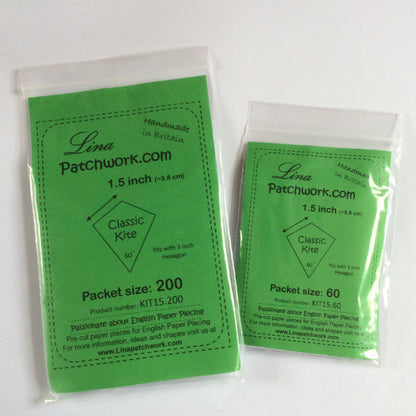 Lina
Handmade
in Britain
Patchwork.com
1.5 inch (~3.8 cm)
Classic
Kite
60°
fits with 3 inch
Hexagon
Packet size: 200
Product number: KIT15.200
Passionate about English Paper Piecing
Pre-cut paper pieces for English Paper Piecing
For more information, ideas and shapes visit us at
www.Linapatchwork.com
Lina
Handmade
in Britain
Patchwork.com
1.5 inch (~3.8 cm)
Classic
Kite
60°
fits with 3 inch
Hexagon
Packet size: 60
Product number: KIT15.60
Passionate about English Paper Piecing
Pre-cut paper pieces for English Paper Piecing
For more information, ideas and shapes visit us at
www.Linapatchwork.com